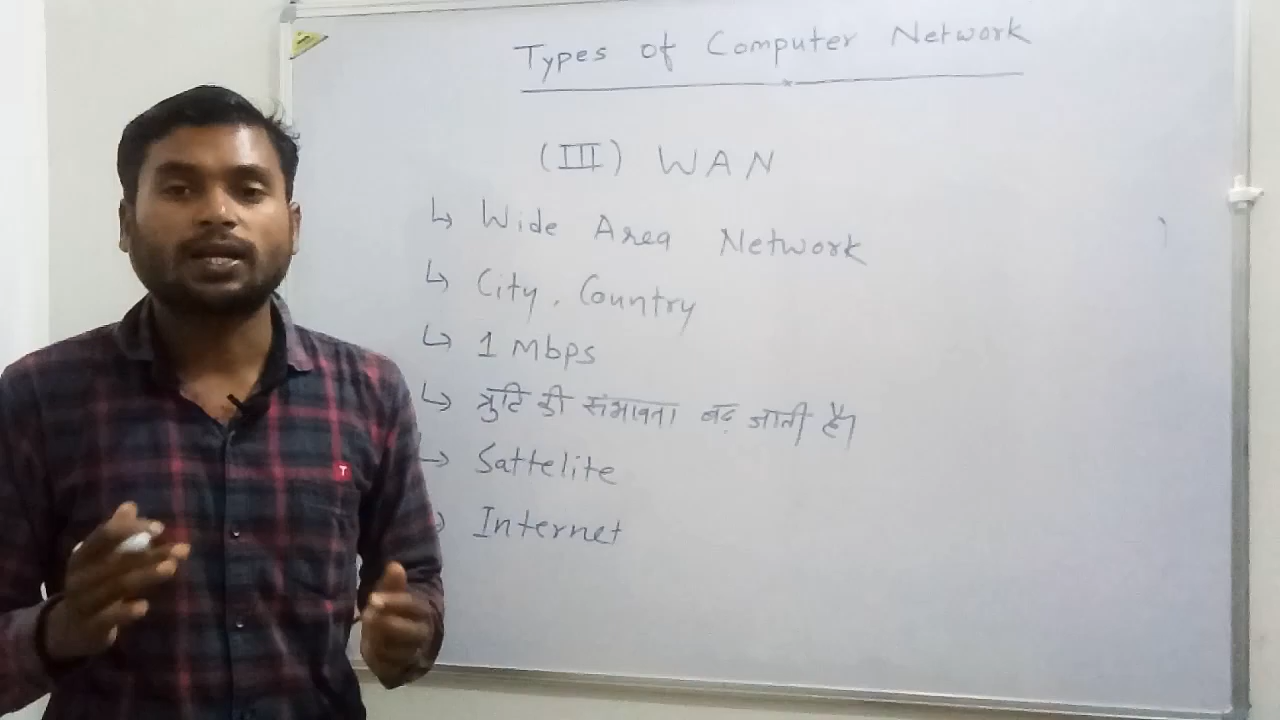 Types of Computer Network
(III) WAN
↳ Wide Area Network
↳ City, Country
↳ 1 Mbps
↳ त्रुटि की संभावना बढ़ जाती है।
↳ Sattelite
↳ Internet
T